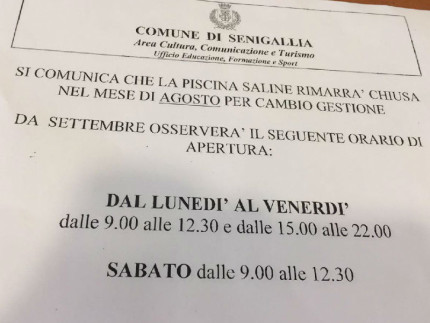 COMUNE DI SENIGALLIA
Area Cultura, Comunicazione e Turismo
Ufficio Educazione, Formazione e Sport
SI COMUNICA CHE LA PISCINA SALINE RIMARRA' CHIUSA
NEL MESE DI AGOSTO PER CAMBIO GESTIONE
DA SETTEMBRE OSSERVERA' IL SEGUENTE ORARIO DI
APERTURA:
DAL LUNEDI' AL VENERDI'
dalle 9.00 alle 12.30 e dalle 15.00 alle 22.00
SABATO dalle 9.00 alle 12.30